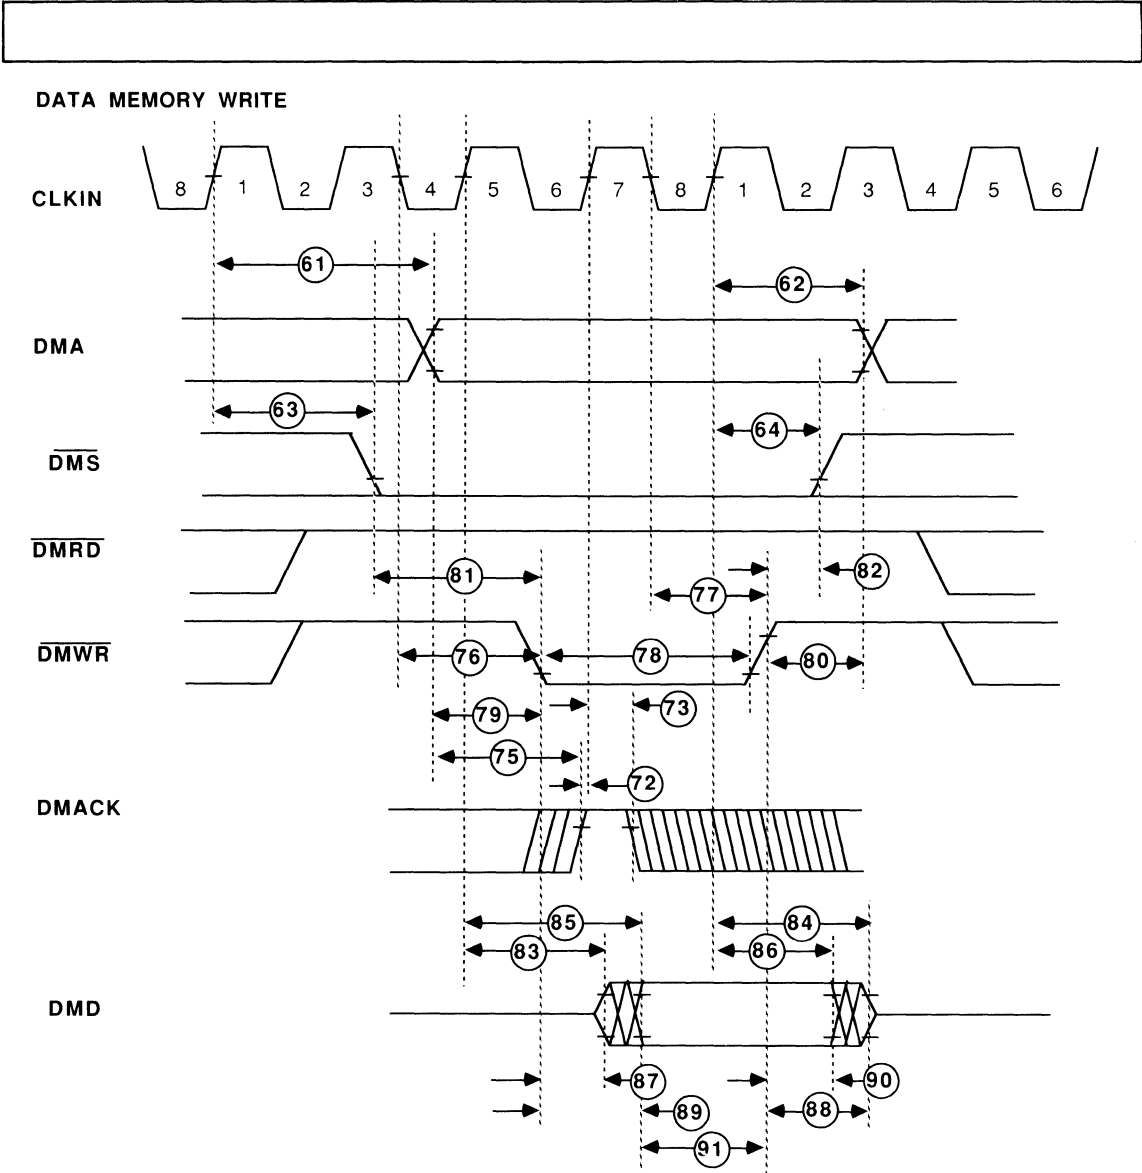 DATA MEMORY WRITE
CLKIN 8 1 2 3 4 5 6 7 8 1 2 3 4 5 6
61
62
DMA
63
64
DMS
DMRD
81 82
77
DMWR 76 78 80
79 73
75
72
DMACK
85 84
83 86
DMD
87 90
89 88
91